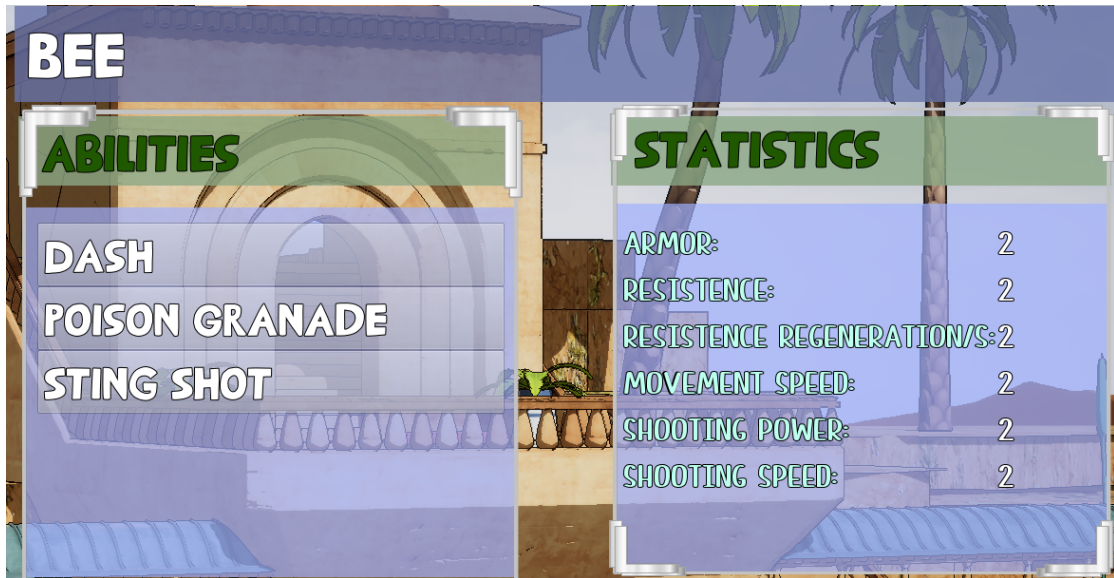 BEE
ABILITIES
DASH
POISON GRANADE
STING SHOT
STATISTICS
ARMOR: 2
RESISTENCE: 2
RESISTENCE REGENERATION/S: 2
MOVEMENT SPEED: 2
SHOOTING POWER: 2
SHOOTING SPEED: 2